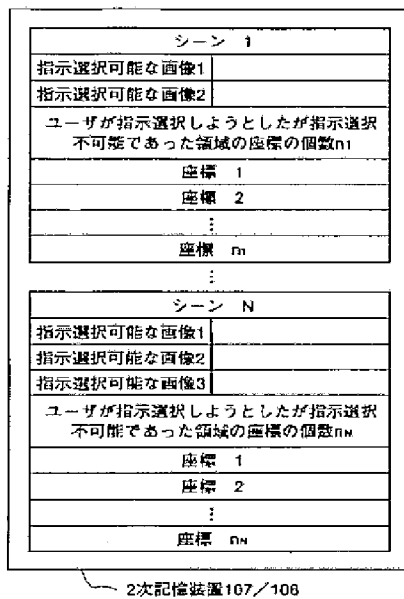 シーン 1
指示選択可能な画像1
指示選択可能な画像2
ユーザが指示選択しようとしたが指示選択
不可能であった領域の座標の個数n1
座標 1
座標 2
⋮
座標 n1
⋮
シーン N
指示選択可能な画像1
指示選択可能な画像2
指示選択可能な画像3
ユーザが指示選択しようとしたが指示選択
不可能であった領域の座標の個数nN
座標 1
座標 2
⋮
座標 nN
2次記憶装置107/108